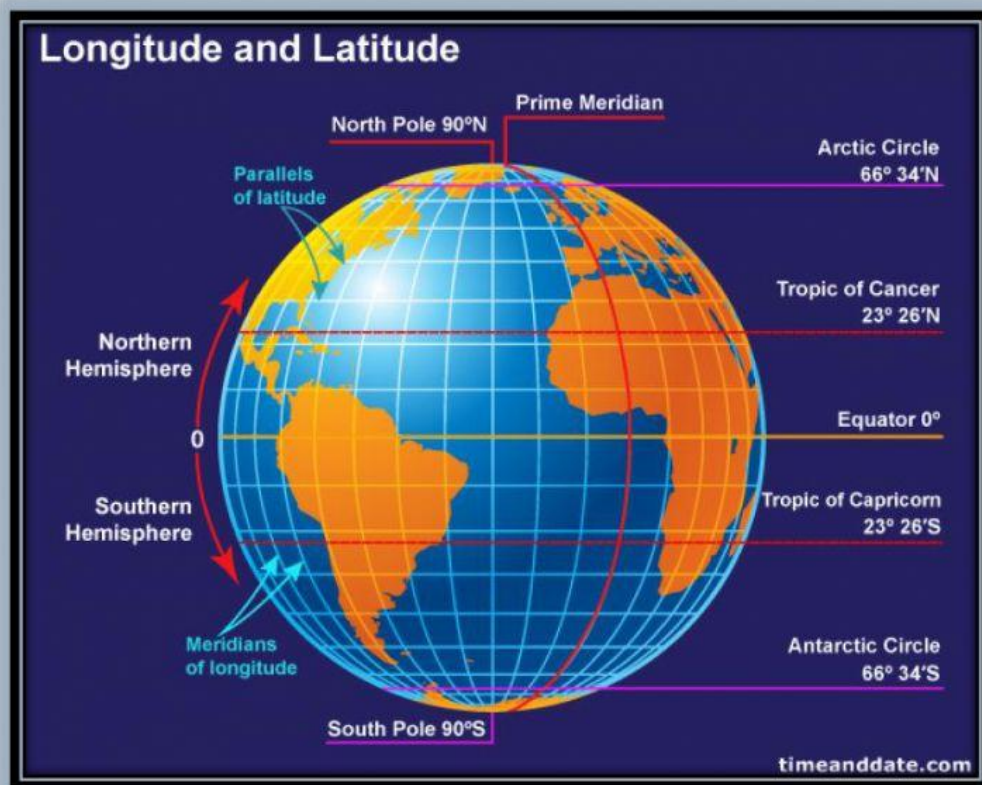 Longitude and Latitude
Prime Meridian
North Pole 90ºN
Arctic Circle
66º 34'N
Parallels
of latitude
Tropic of Cancer
23º 26'N
Northern
Hemisphere
Equator 0º
0
Tropic of Capricorn
23º 26'S
Southern
Hemisphere
Meridians
of longitude
Antarctic Circle
66º 34'S
South Pole 90ºS
timeanddate.com